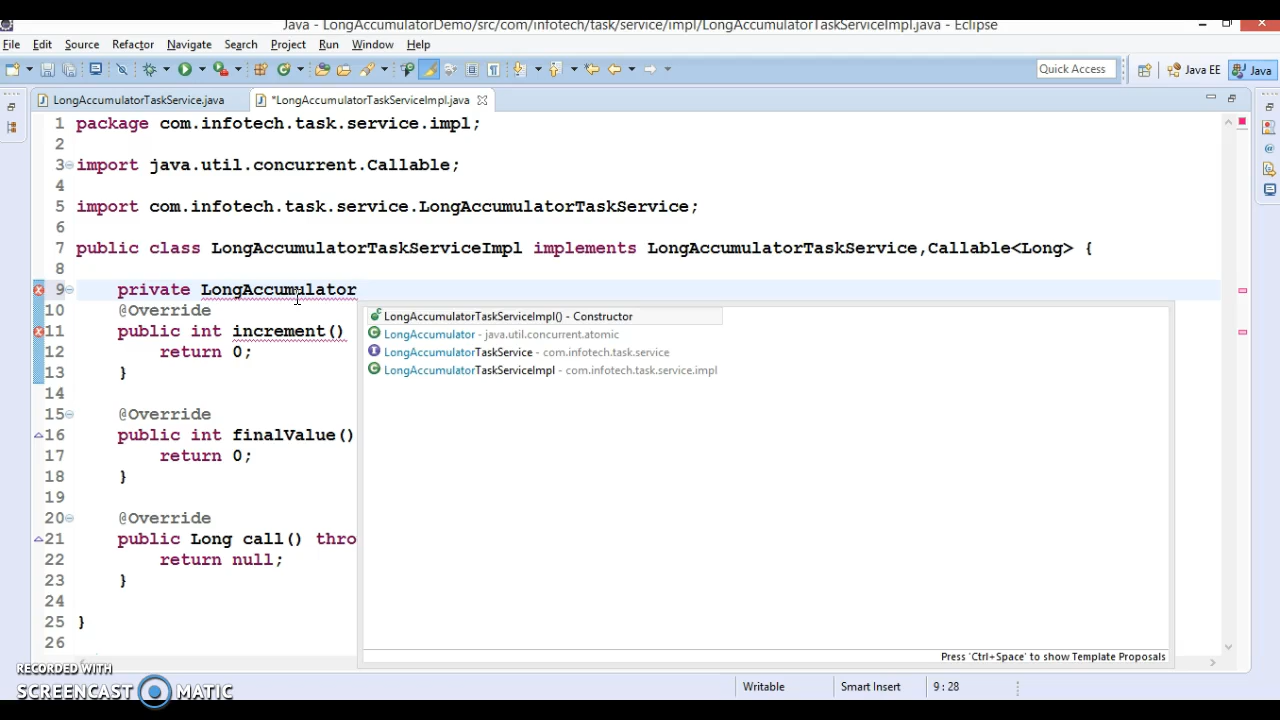 Java - LongAccumulatorDemo/src/com/infotech/task/service/impl/LongAccumulatorTaskServiceImpl.java - Eclipse
File Edit Source Refactor Navigate Search Project Run Window Help
Quick Access Java EE Java
LongAccumulatorTaskService.java *LongAccumulatorTaskServiceImpl.java
1 package com.infotech.task.service.impl;
2
3 import java.util.concurrent.Callable;
4
5 import com.infotech.task.service.LongAccumulatorTaskService;
6
7 public class LongAccumulatorTaskServiceImpl implements LongAccumulatorTaskService,Callable<Long> {
8
9 private LongAccumulator
10 @Override
11 public int increment()
12 return 0;
13 }
14
15 @Override
16 public int finalValue()
17 return 0;
18 }
19
20 @Override
21 public Long call() thro
22 return null;
23 }
24
25 }
26
LongAccumulatorTaskServiceImpl() - Constructor
LongAccumulator - java.util.concurrent.atomic
LongAccumulatorTaskService - com.infotech.task.service
LongAccumulatorTaskServiceImpl - com.infotech.task.service.impl
Press 'Ctrl+Space' to show Template Proposals
RECORDED WITH
SCREENCAST MATIC
Writable Smart Insert 9 : 28